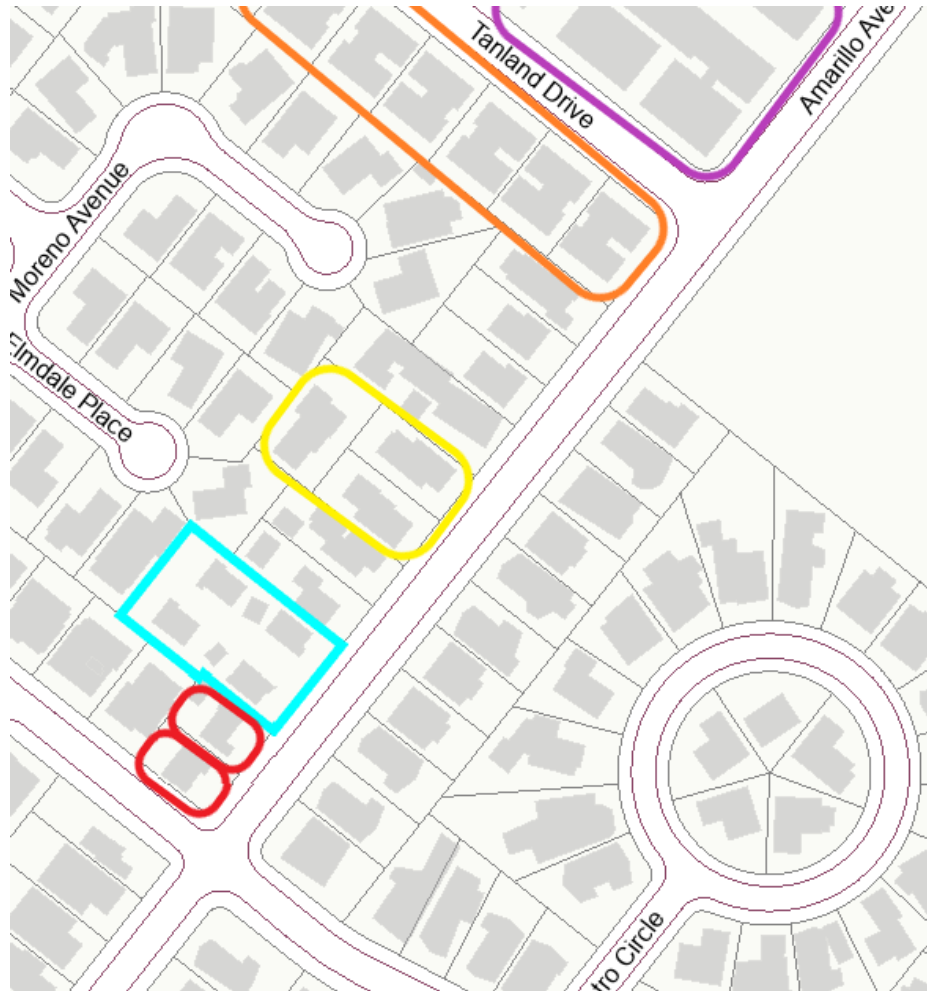 Tanland Drive
Amarillo Ave
Moreno Avenue
Elmdale Place
tro Circle